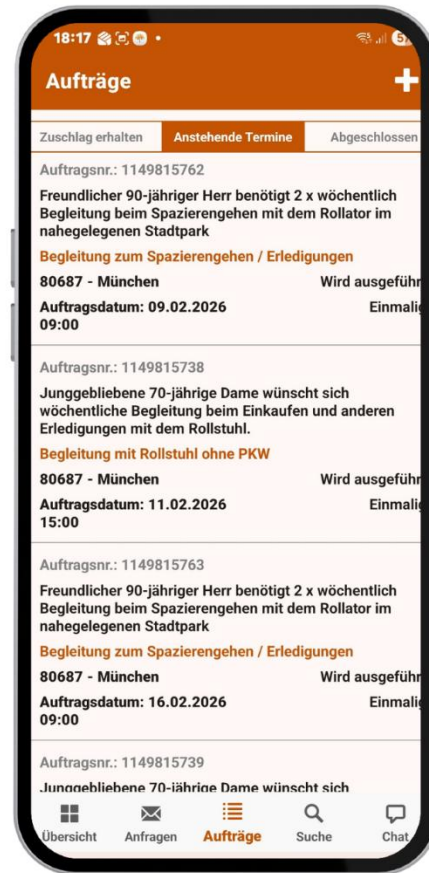 18:17
Aufträge
Zuschlag erhalten Anstehende Termine Abgeschlossen
Auftragsnr.: 1149815762
Freundlicher 90-jähriger Herr benötigt 2 x wöchentlich
Begleitung beim Spazierengehen mit dem Rollator im
nahegelegenen Stadtpark
Begleitung zum Spazierengehen / Erledigungen
80687 - München Wird ausgeführ
Auftragsdatum: 09.02.2026 Einmalig
09:00
Auftragsnr.: 1149815738
Junggebliebene 70-jährige Dame wünscht sich
wöchentliche Begleitung beim Einkaufen und anderen
Erledigungen mit dem Rollstuhl.
Begleitung mit Rollstuhl ohne PKW
80687 - München Wird ausgeführ
Auftragsdatum: 11.02.2026 Einmalig
15:00
Auftragsnr.: 1149815763
Freundlicher 90-jähriger Herr benötigt 2 x wöchentlich
Begleitung beim Spazierengehen mit dem Rollator im
nahegelegenen Stadtpark
Begleitung zum Spazierengehen / Erledigungen
80687 - München Wird ausgeführ
Auftragsdatum: 16.02.2026 Einmalig
09:00
Auftragsnr.: 1149815739
Junggebliebene 70-jährige Dame wünscht sich
Übersicht Anfragen Aufträge Suche Chat